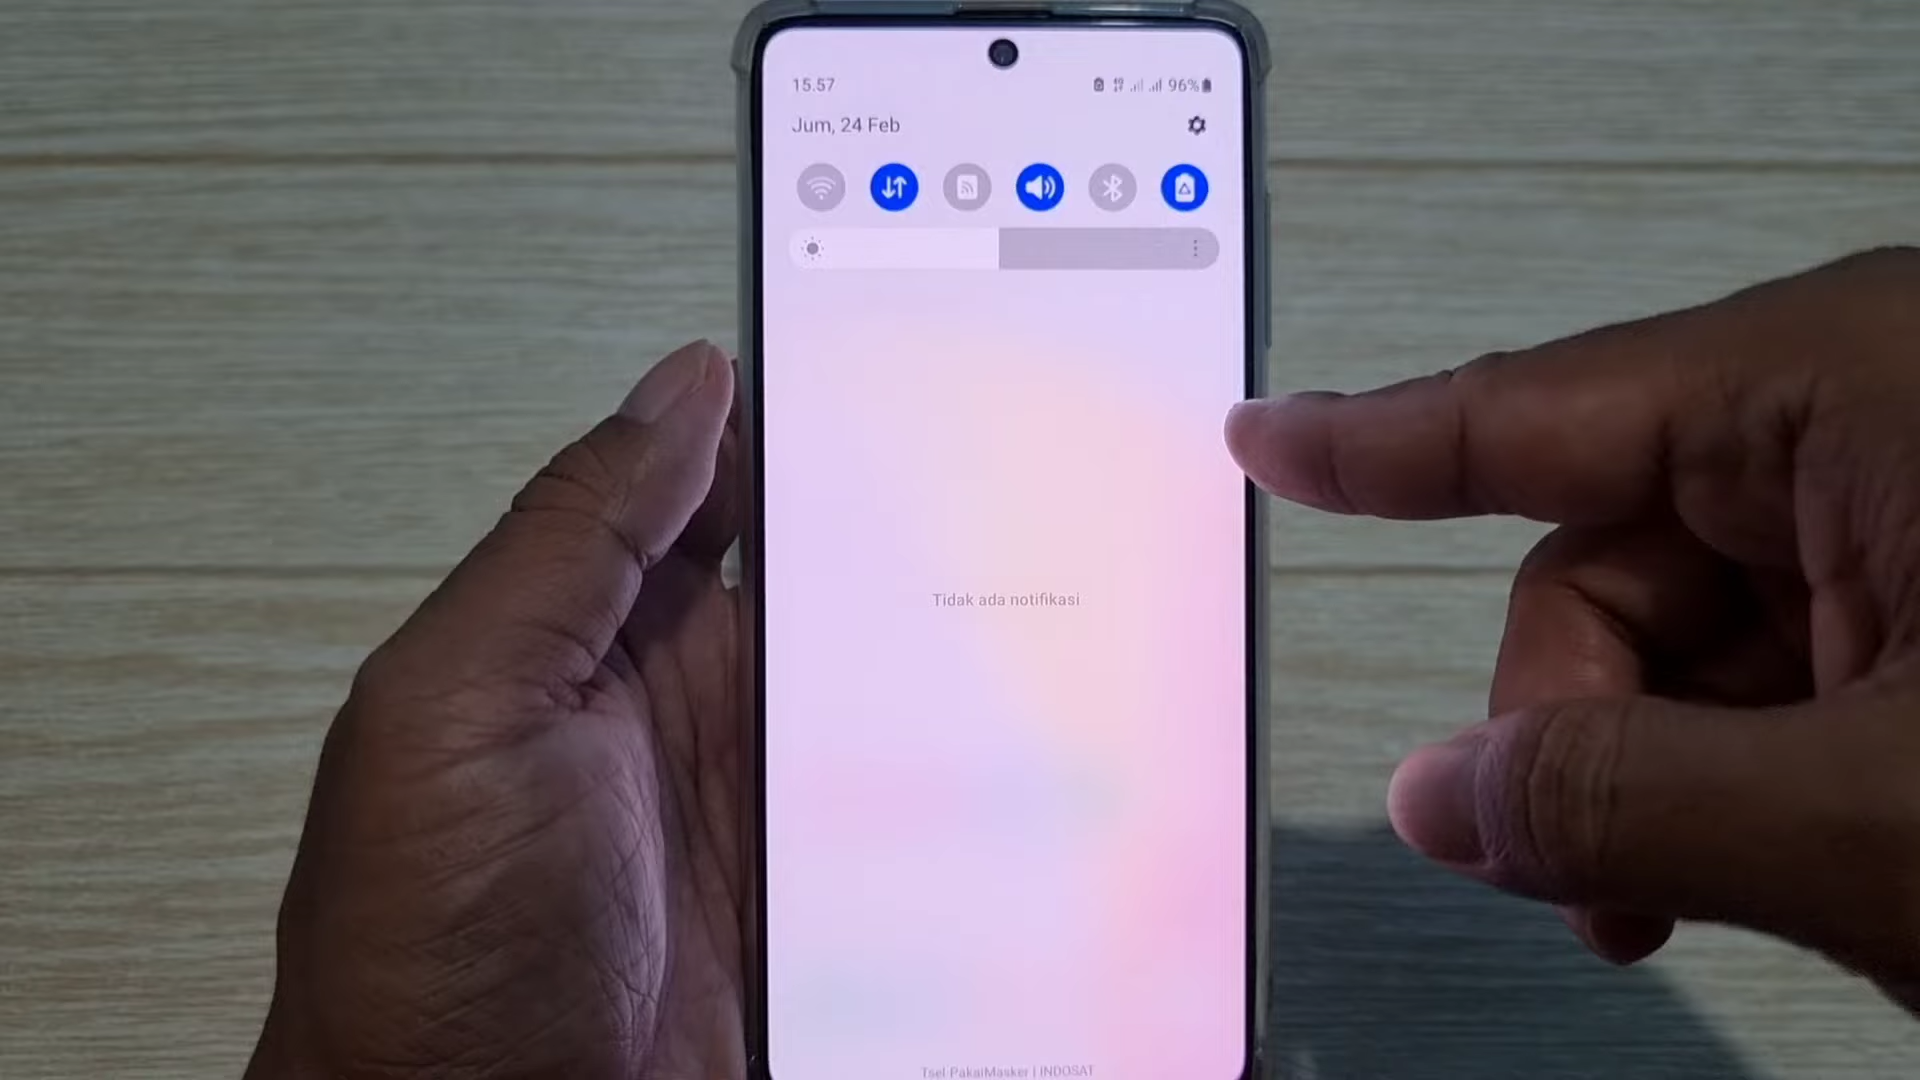 15.57
96%
Jum, 24 Feb
Tidak ada notifikasi
Tsel-PakaiMasker | INDOSAT